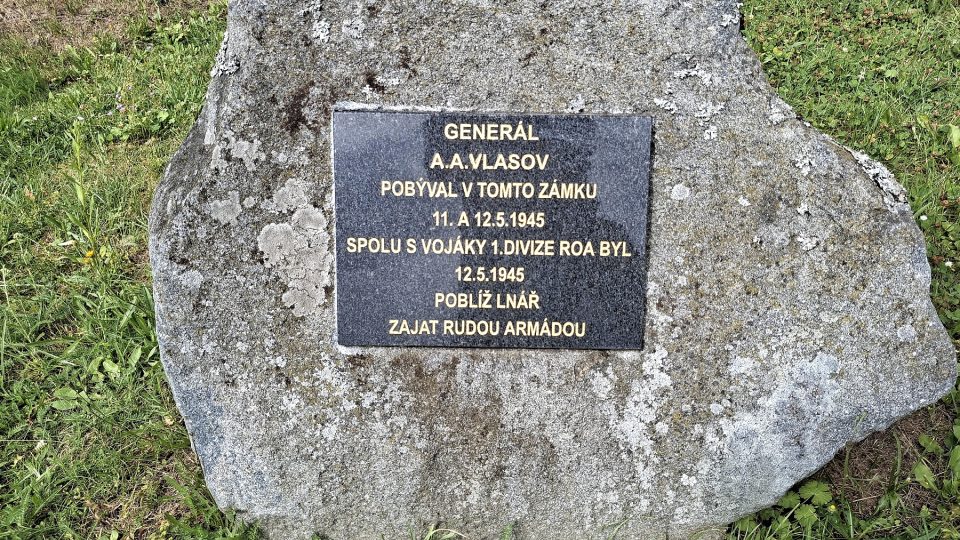 GENERÁL
A.A.VLASOV
POBÝVAL V TOMTO ZÁMKU
11. A 12.5.1945
SPOLU S VOJÁKY 1.DIVIZE ROA BYL
12.5.1945
POBLÍŽ LNÁŘ
ZAJAT RUDOU ARMÁDOU